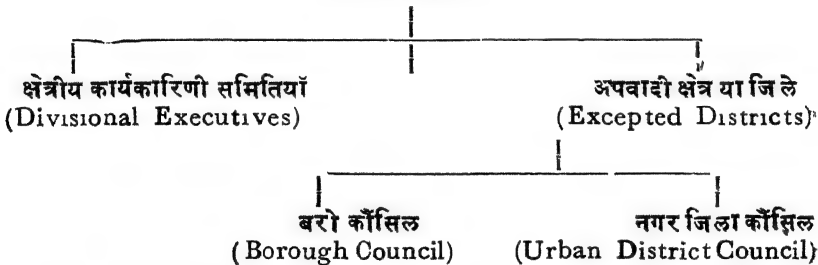 क्षेत्रीय कार्यकारिणी समितियाँ अपवादी क्षेत्र या जिले
(Divisional Executives) (Excepted Districts)
बरो कौंसिल नगर जिला कौंसिल
(Borough Council) (Urban District Council)